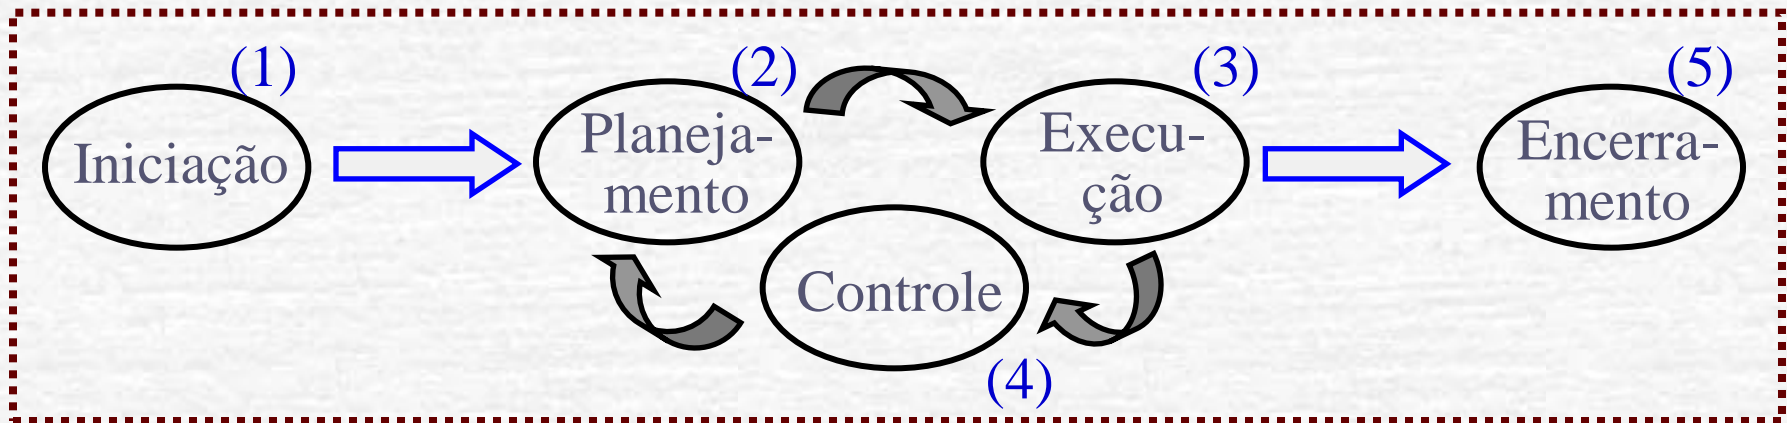 (1)
Iniciação
(2)
Planeja-
mento
(3)
Execu-
ção
Controle
(4)
(5)
Encerra-
mento